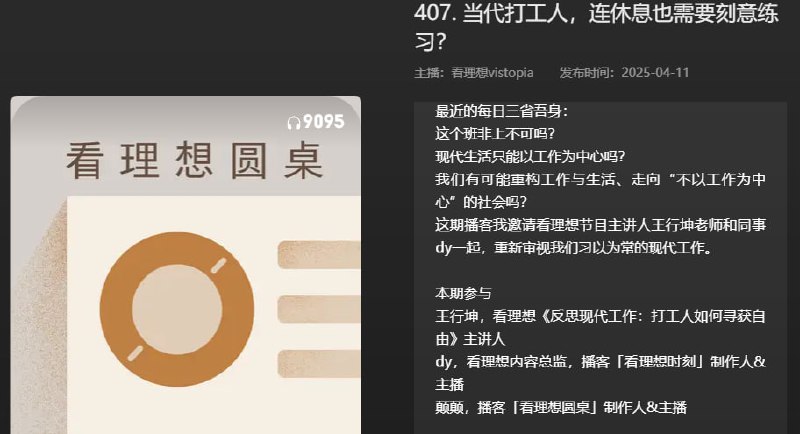 407. 当代打工人，连休息也需要刻意练
习？
主播：看理想vistopia 发布时间：2025-04-11
9095
看理想圆桌
最近的每日三省吾身：
这个班非上不可吗？
现代生活只能以工作为中心吗？
我们有可能重构工作与生活、走向“不以工作为中
心”的社会吗？
这期播客我邀请看理想节目主讲人王行坤老师和同事
dy一起，重新审视我们习以为常的现代工作。
本期参与
王行坤，看理想《反思现代工作：打工人如何寻获自
由》主讲人
dy，看理想内容总监，播客「看理想时刻」制作人&
主播
颠颠，播客「看理想圆桌」制作人&主播